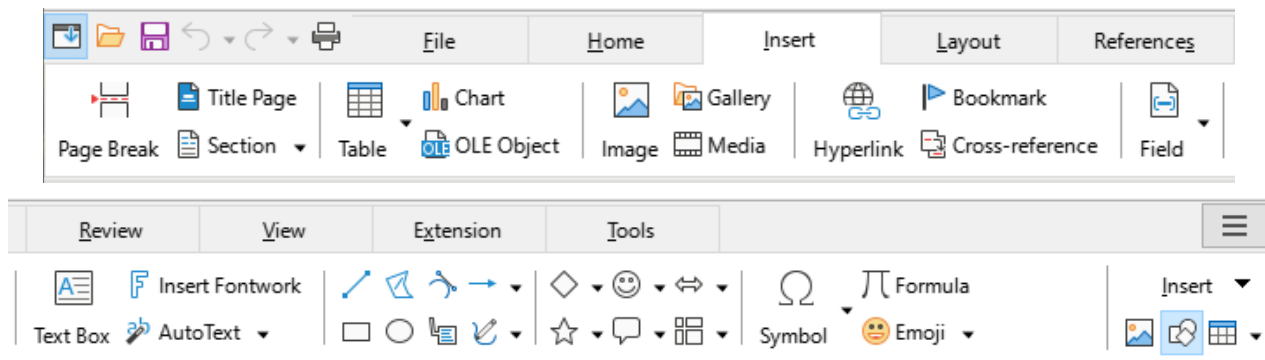 File Home Insert Layout References
Title Page Chart Gallery Bookmark
Page Break Section Table OLE OLE Object Image Media Hyperlink Cross-reference Field
Review View Extension Tools
Insert Fontwork Formula Insert
Text Box AutoText Symbol Emoji